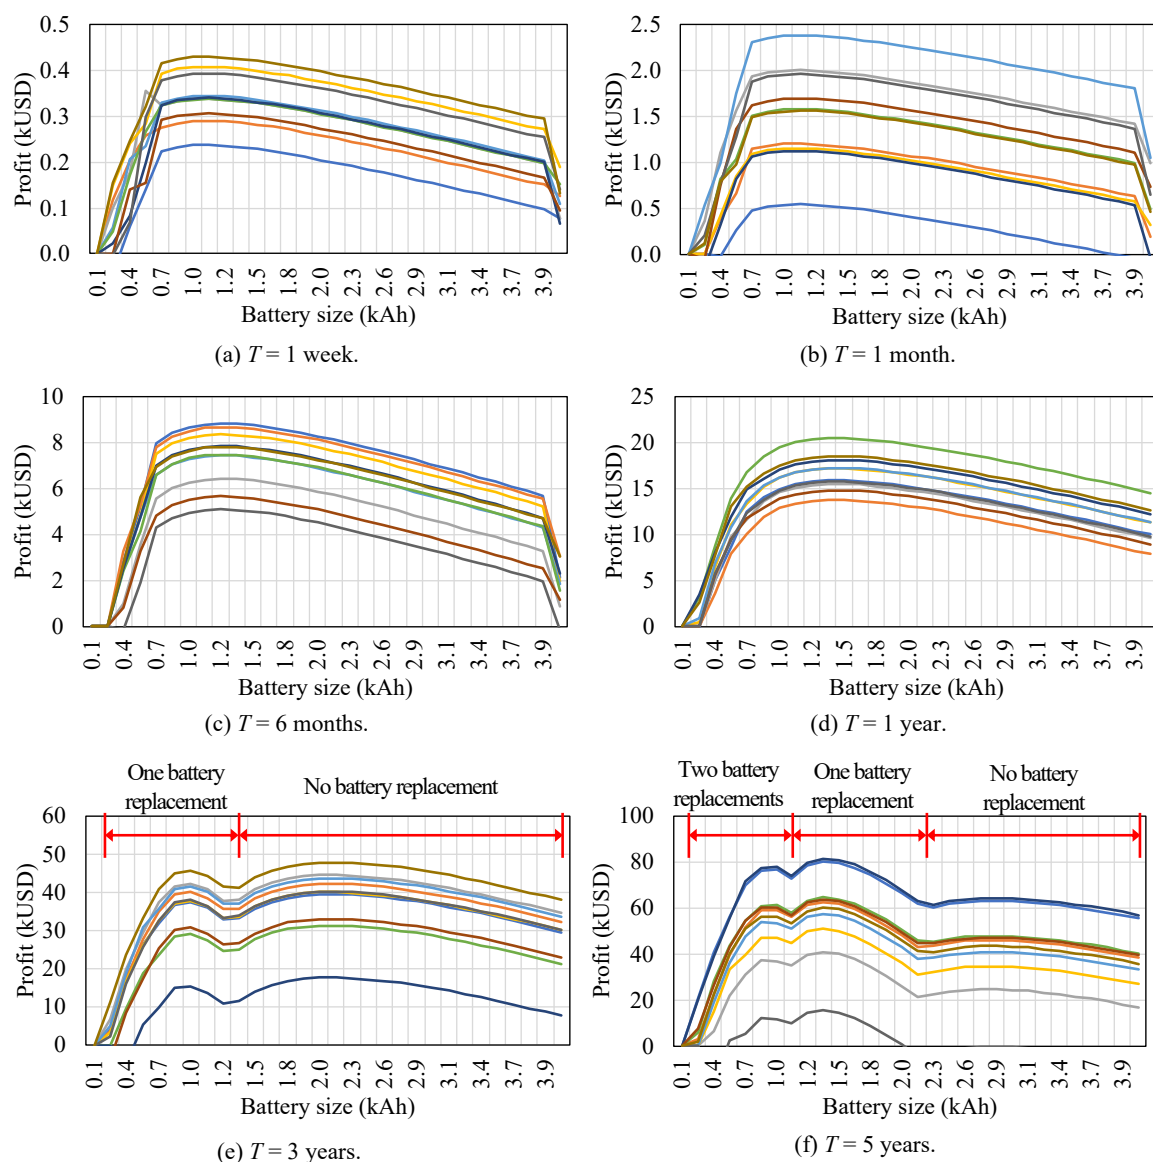 0.5
0.4
0.3
0.2
0.1
0.0
Profit (kUSD)
0.1 0.4 0.7 1.0 1.2 1.5 1.8 2.0 2.3 2.6 2.9 3.1 3.4 3.7 3.9
Battery size (kAh)
(a) T = 1 week.
2.5
2.0
1.5
1.0
0.5
0.0
Profit (kUSD)
0.1 0.4 0.7 1.0 1.2 1.5 1.8 2.0 2.3 2.6 2.9 3.1 3.4 3.7 3.9
Battery size (kAh)
(b) T = 1 month.
10
8
6
4
2
0
Profit (kUSD)
0.1 0.4 0.7 1.0 1.2 1.5 1.8 2.0 2.3 2.6 2.9 3.1 3.4 3.7 3.9
Battery size (kAh)
(c) T = 6 months.
25
20
15
10
5
0
Profit (kUSD)
0.1 0.4 0.7 1.0 1.2 1.5 1.8 2.0 2.3 2.6 2.9 3.1 3.4 3.7 3.9
Battery size (kAh)
(d) T = 1 year.
One battery
replacement
No battery replacement
60
50
40
30
20
10
0
Profit (kUSD)
0.1 0.4 0.7 1.0 1.2 1.5 1.8 2.0 2.3 2.6 2.9 3.1 3.4 3.7 3.9
Battery size (kAh)
(e) T = 3 years.
Two battery
replacements
One battery
replacement
No battery
replacement
100
80
60
40
20
0
Profit (kUSD)
0.1 0.4 0.7 1.0 1.2 1.5 1.8 2.0 2.3 2.6 2.9 3.1 3.4 3.7 3.9
Battery size (kAh)
(f) T = 5 years.